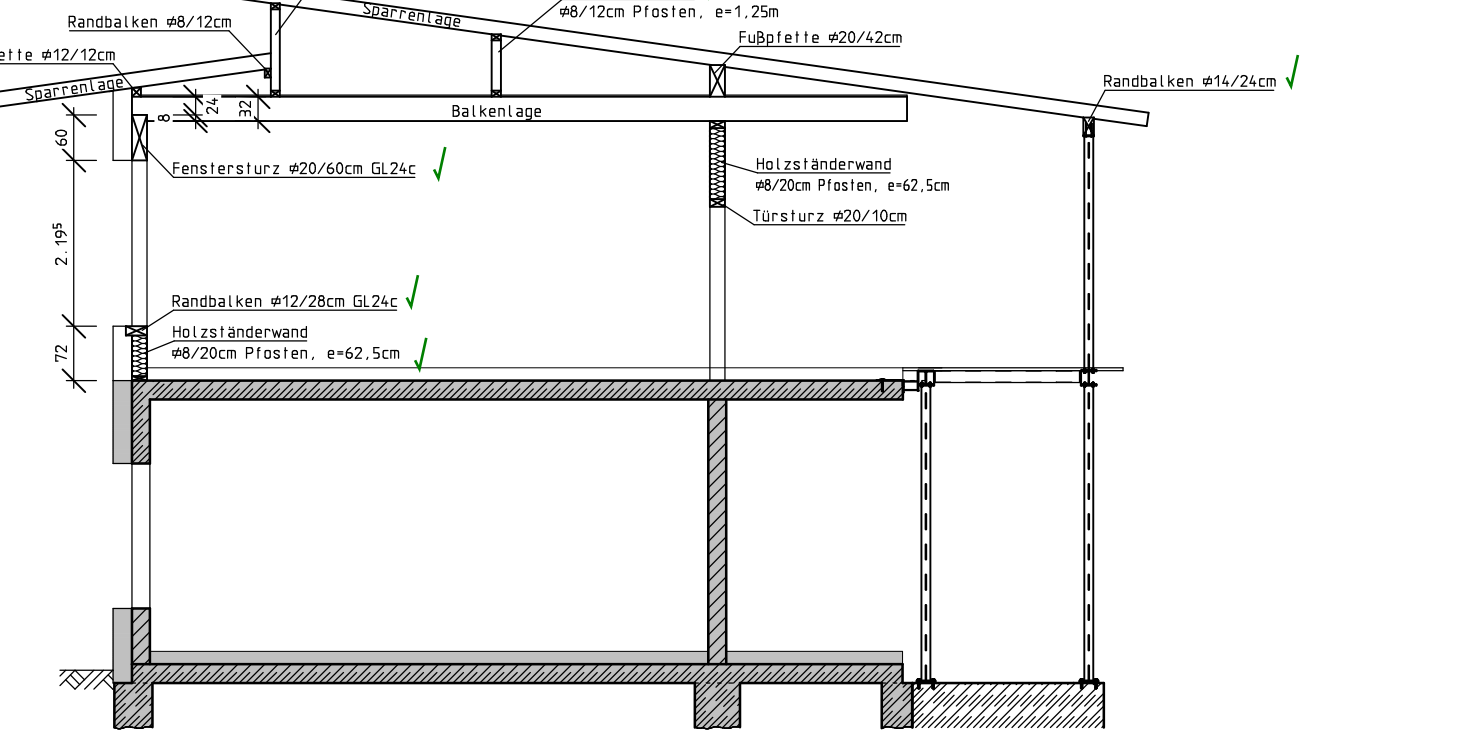 Sparrenlage
⌀8/12cm Pfosten, e=1,25m
Randbalken ⌀8/12cm
Fußpfette ⌀20/42cm
ette ⌀12/12cm
Randbalken ⌀14/24cm
Sparrenlage
8
24
32
Balkenlage
60
Fenstersturz ⌀20/60cm GL24c
Holzständerwand
⌀8/20cm Pfosten, e=62,5cm
Türsturz ⌀20/10cm
2.19⁵
Randbalken ⌀12/28cm GL24c
Holzständerwand
⌀8/20cm Pfosten, e=62,5cm
72